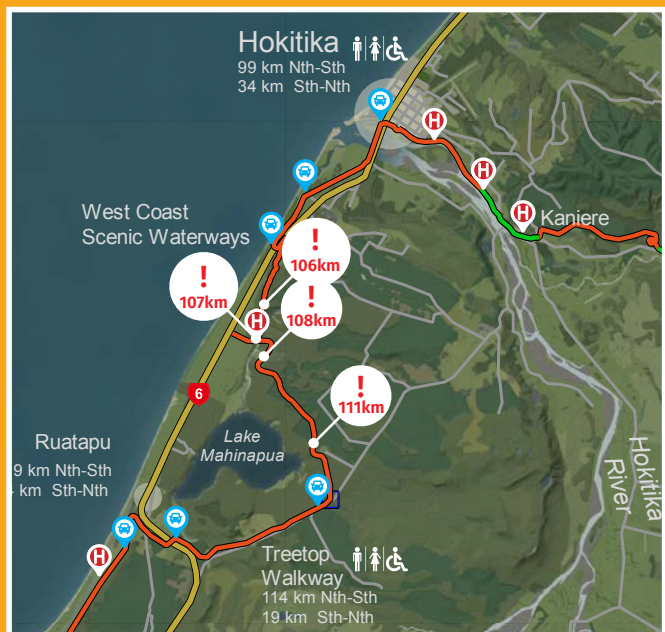 Hokitika
99 km Nth-Sth
34 km Sth-Nth
H
H
West Coast
Scenic Waterways
H
Kaniere
!
106km
!
107km
!
108km
H
!
111km
6
Ruatapu
9 km Nth-Sth
km Sth-Nth
Lake
Mahinapua
Hokitika
River
H
Treetop
Walkway
114 km Nth-Sth
19 km Sth-Nth